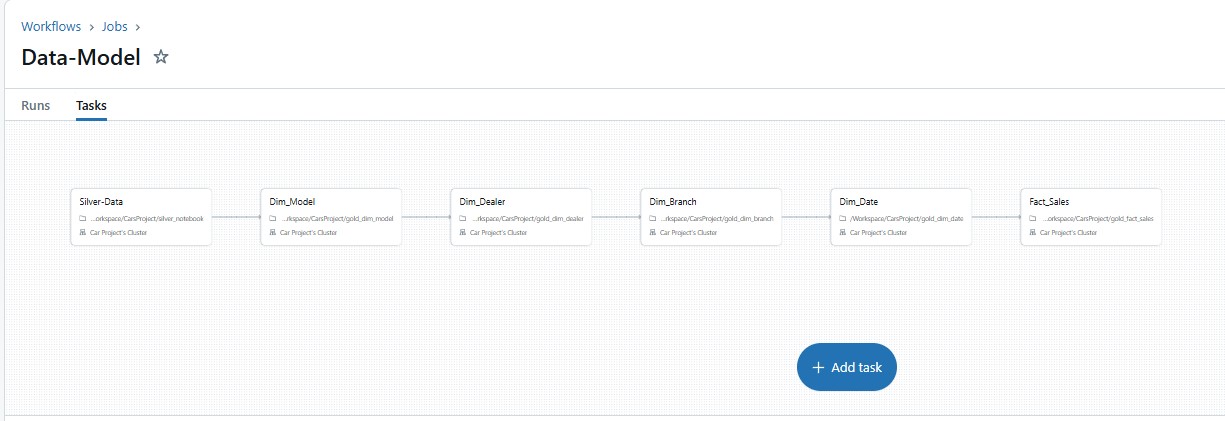 Workflows › Jobs ›
Data-Model
Runs Tasks
Silver-Data
...orkspace/CarsProject/silver_notebook
Car Project's Cluster
Dim_Model
...rkspace/CarsProject/gold_dim_model
Car Project's Cluster
Dim_Dealer
...rkspace/CarsProject/gold_dim_dealer
Car Project's Cluster
Dim_Branch
...rkspace/CarsProject/gold_dim_branch
Car Project's Cluster
Dim_Date
/Workspace/CarsProject/gold_dim_date
Car Project's Cluster
Fact_Sales
...orkspace/CarsProject/gold_fact_sales
Car Project's Cluster
+ Add task